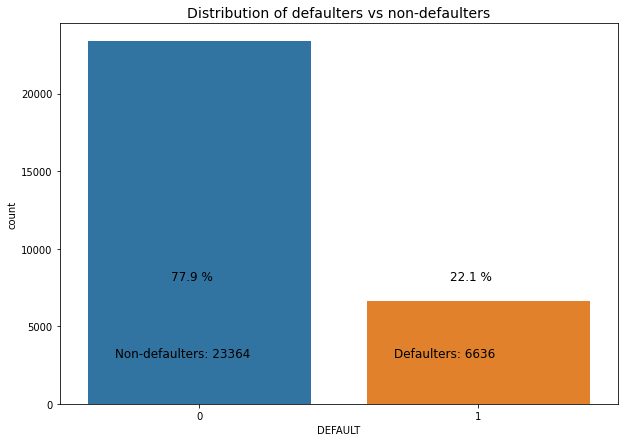 Distribution of defaulters vs non-defaulters
count
20000
15000
10000
5000
0
77.9 %
22.1 %
Non-defaulters: 23364
Defaulters: 6636
0
1
DEFAULT